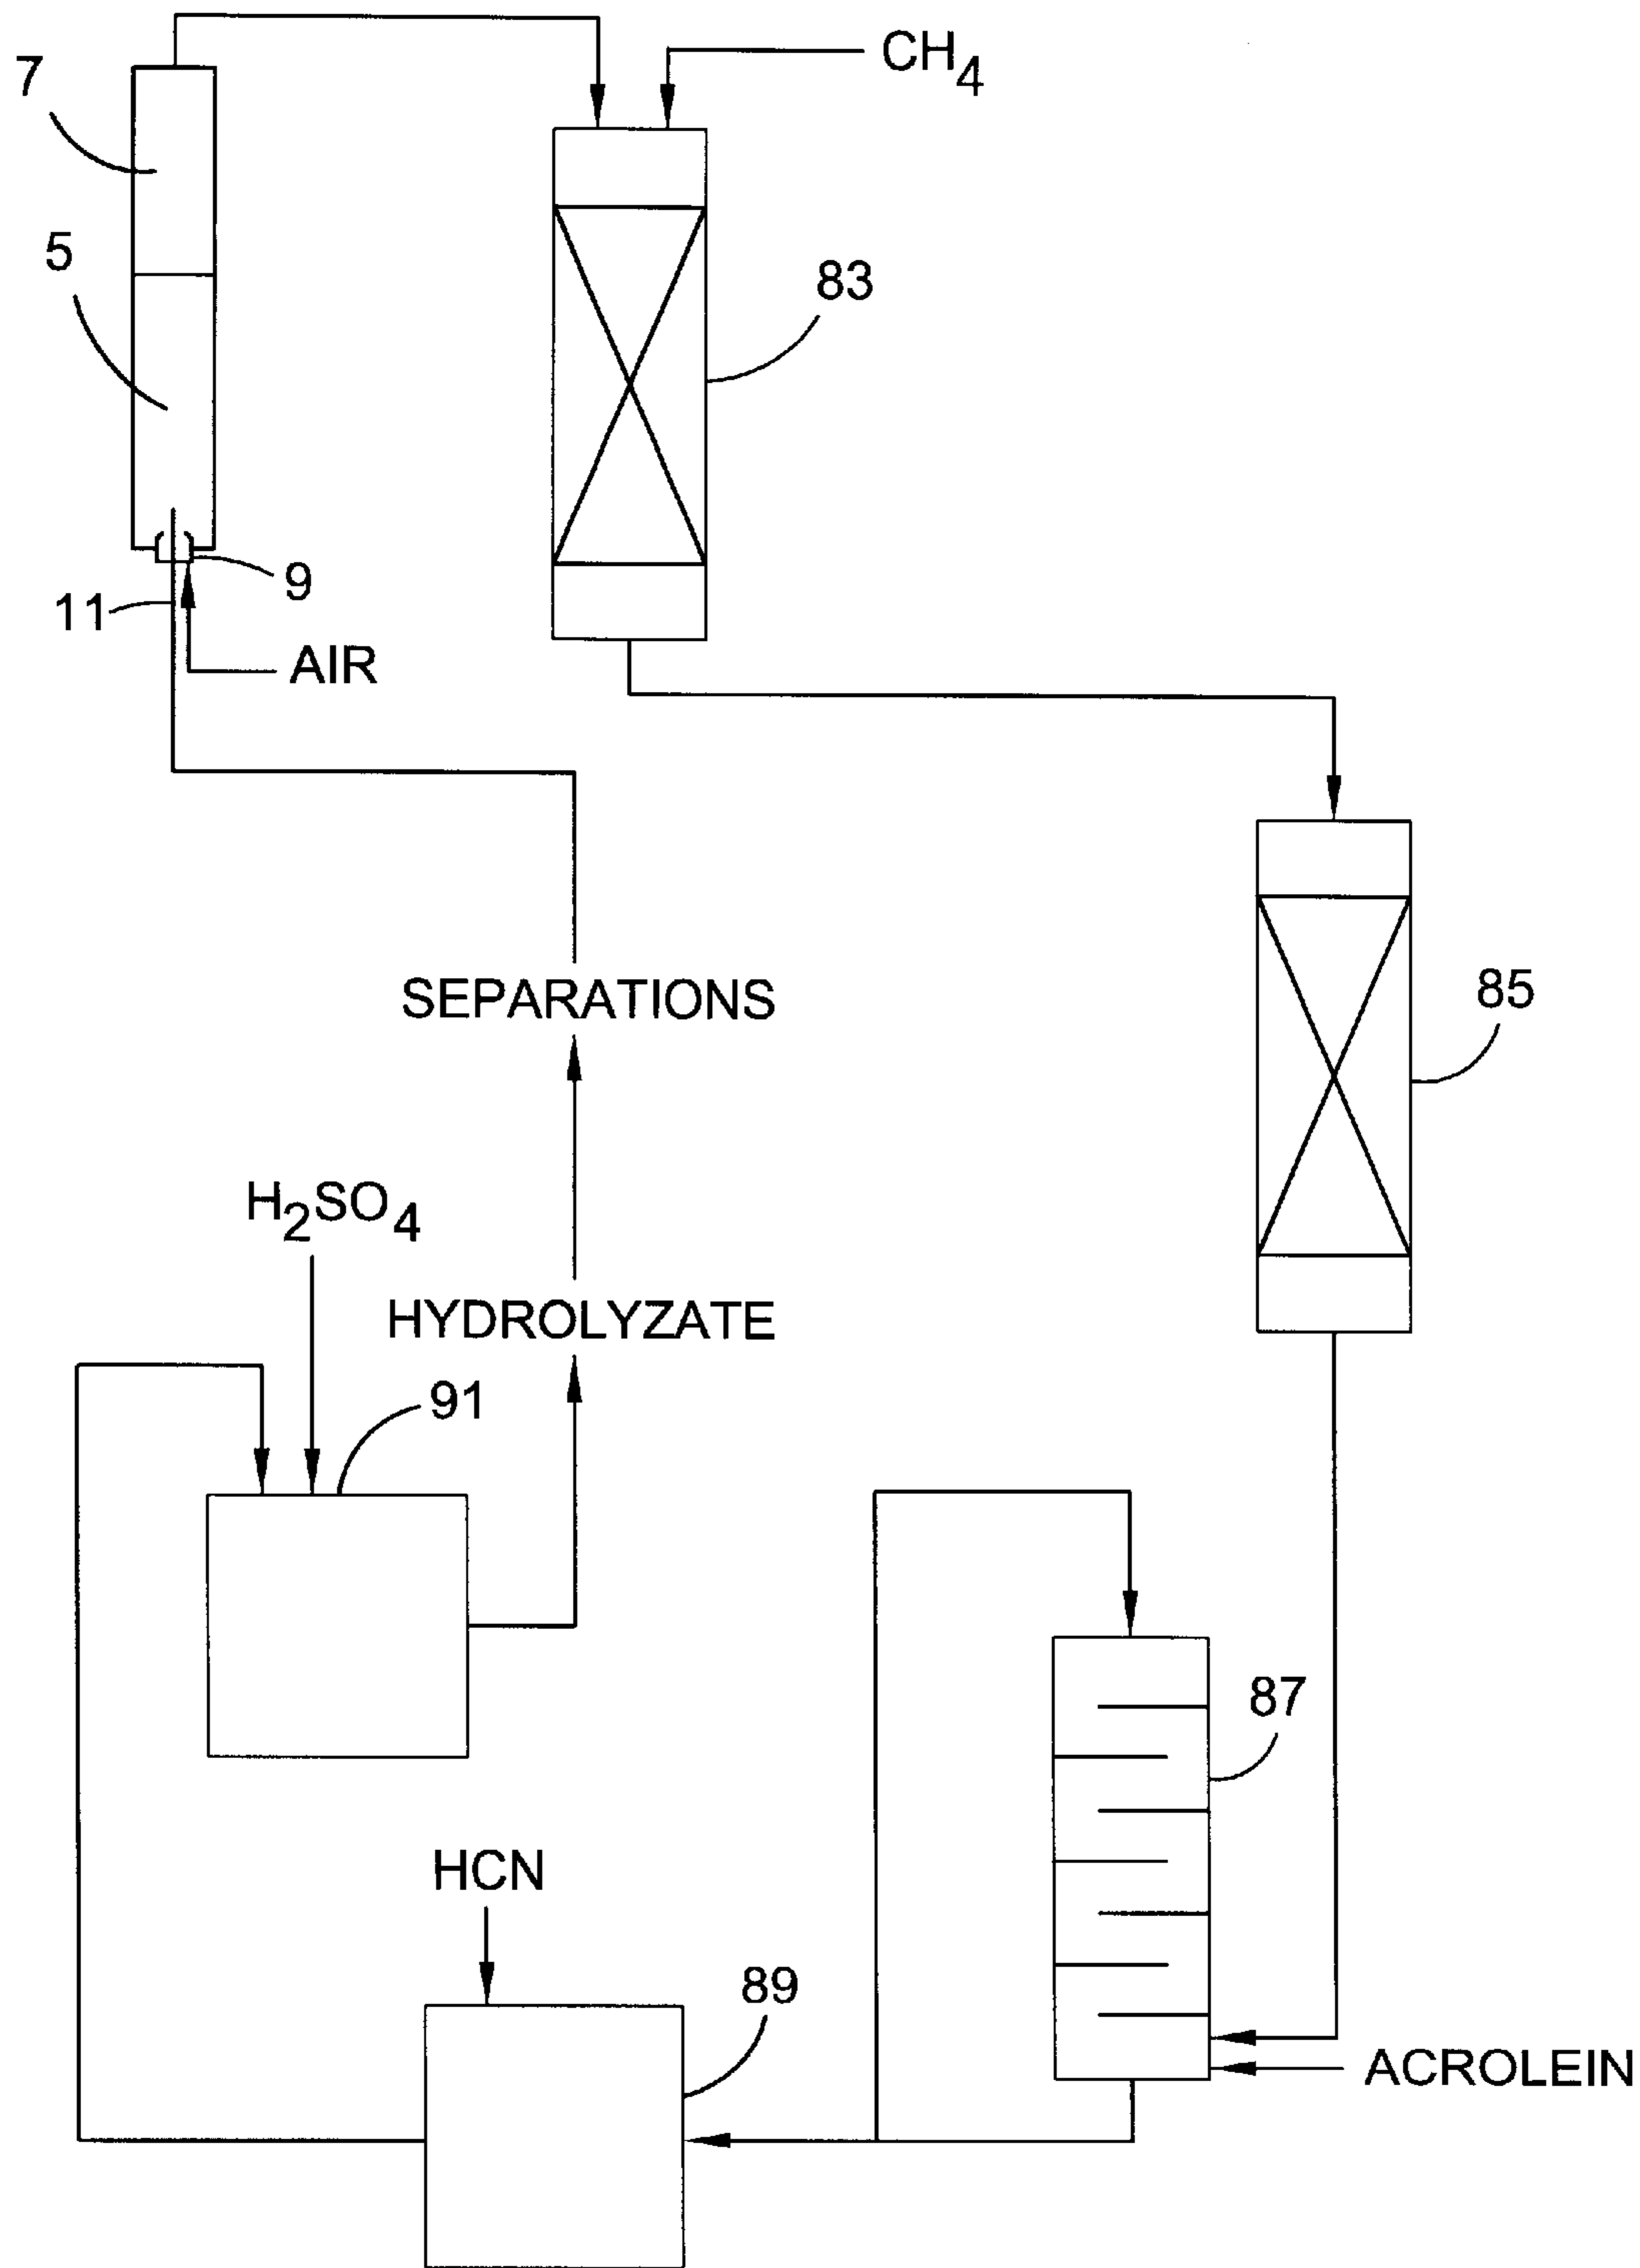 7
CH4
5
83
9
11
AIR
SEPARATIONS
85
H2SO4
HYDROLYZATE
91
87
HCN
89
ACROLEIN